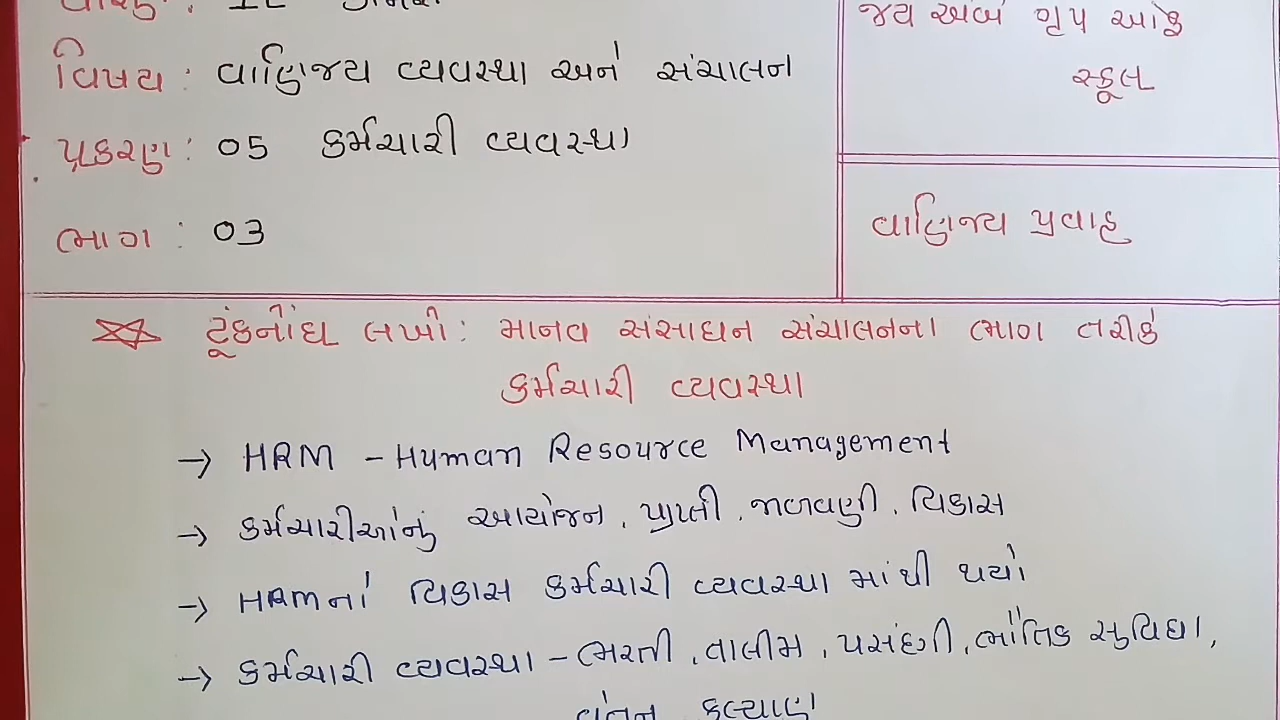 વિષય : વાણિજ્ય વ્યવસ્થા અને સંચાલન
પ્રકરણ : 05 કર્મચારી વ્યવસ્થા
ભાગ : 03
જય અંબે ગ્રુપ ઓફ
સ્કૂલ
વાણિજ્ય પ્રવાહ
ટૂંકનોંધ લખો : માનવ સંસાધન સંચાલનના ભાગ તરીકે
કર્મચારી વ્યવસ્થા
→ HRM - Human Resource Management
→ કર્મચારીઓનું આયોજન, પ્રાપ્તી, જાળવણી, વિકાસ
→ HRMનો વિકાસ કર્મચારી વ્યવસ્થા માંથી થયો
→ કર્મચારી વ્યવસ્થા - ભરતી, તાલીમ, પસંદગી, ભૌતિક સુવિધા,
વેતન, કલ્યાણ